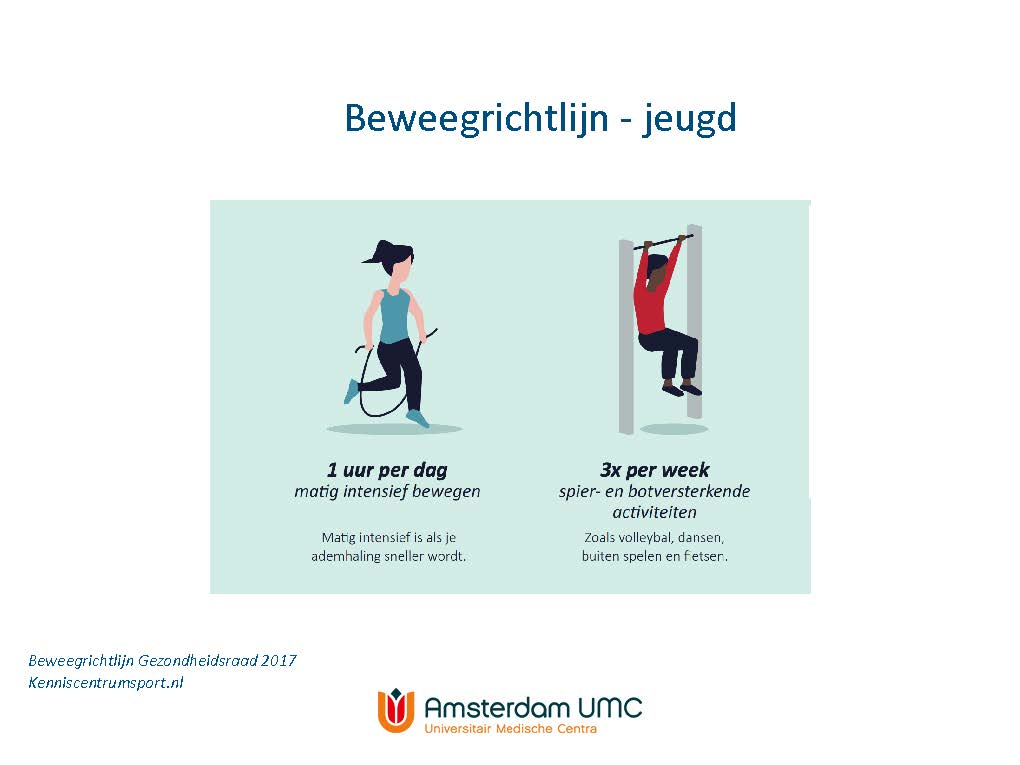 Beweegrichtlijn - jeugd
1 uur per dag
matig intensief bewegen
Matig intensief is als je
ademhaling sneller wordt.
3x per week
spier- en botversterkende
activiteiten
Zoals volleybal, dansen,
buiten spelen en fietsen.
Beweegrichtlijn Gezondheidsraad 2017
Kenniscentrumsport.nl
Amsterdam UMC
Universitair Medische Centra